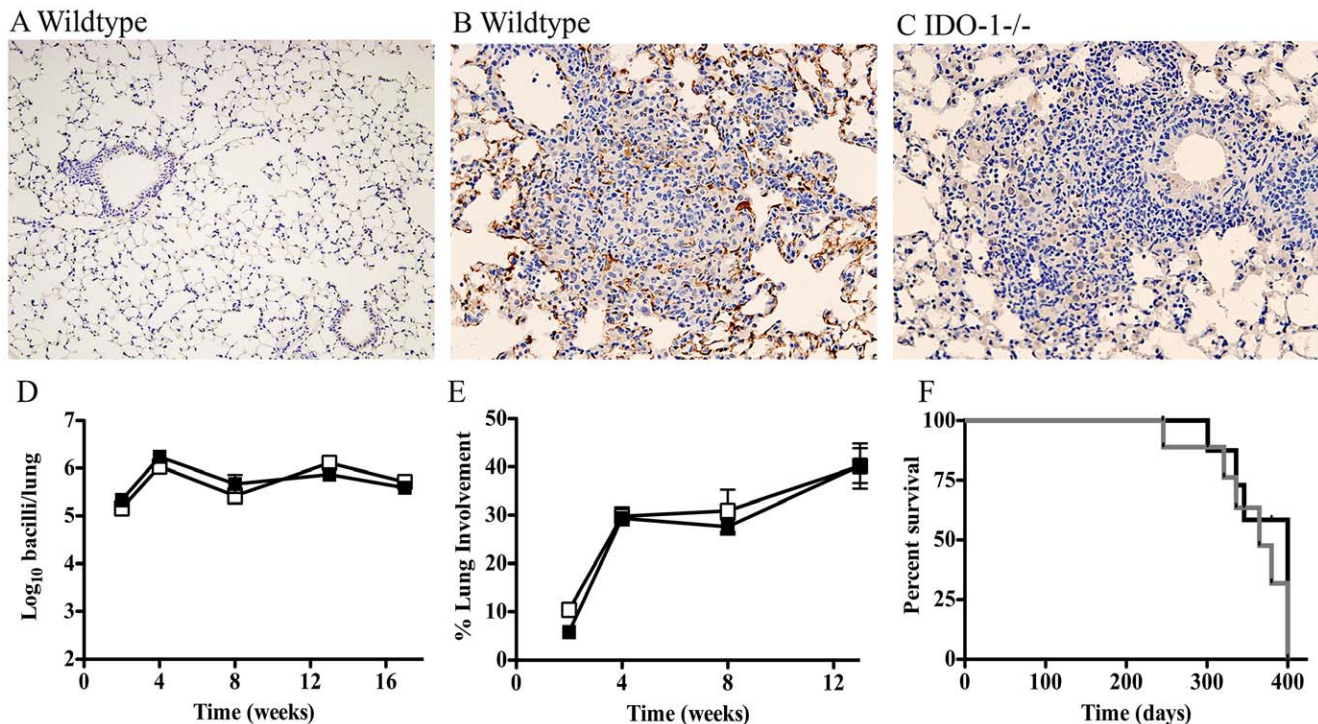 A Wildtype
B Wildtype
C IDO-1-/-
D
Log10 bacilli/lung
7
6
5
4
3
2
0
4
8
12
16
Time (weeks)
E
% Lung Involvement
50
40
30
20
10
0
0
4
8
12
Time (weeks)
F
Percent survival
100
75
50
25
0
0
100
200
300
400
Time (days)